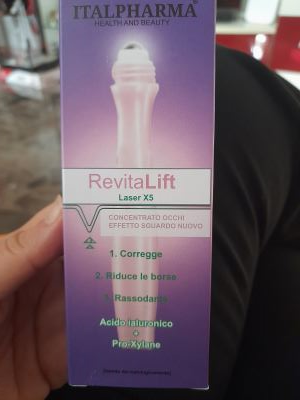 ITALPHARMA®
HEALTH AND BEAUTY
RevitaLift
Laser X5
CONCENTRATO OCCHI
EFFETTO SGUARDO NUOVO
1. Corregge
2. Riduce le borse
3. Rassodante
Acido ialuronico
+
Pro-Xylane